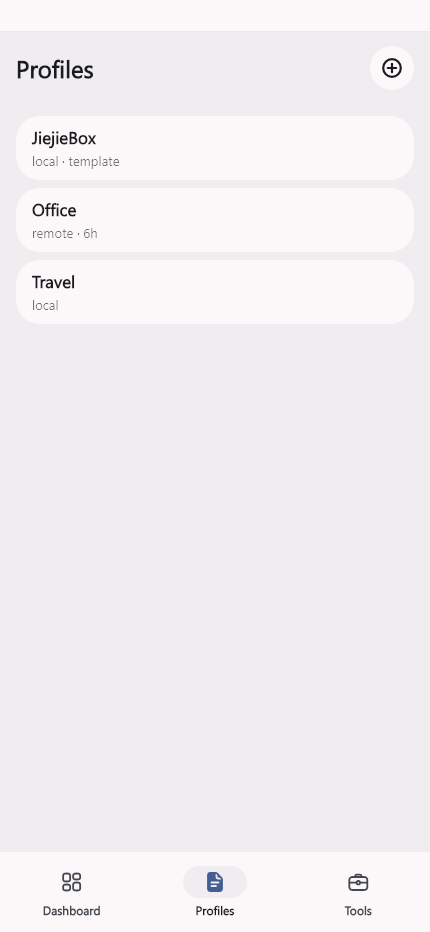 Profiles
JiejieBox
local · template
Office
remote · 6h
Travel
local
Dashboard
Profiles
Tools